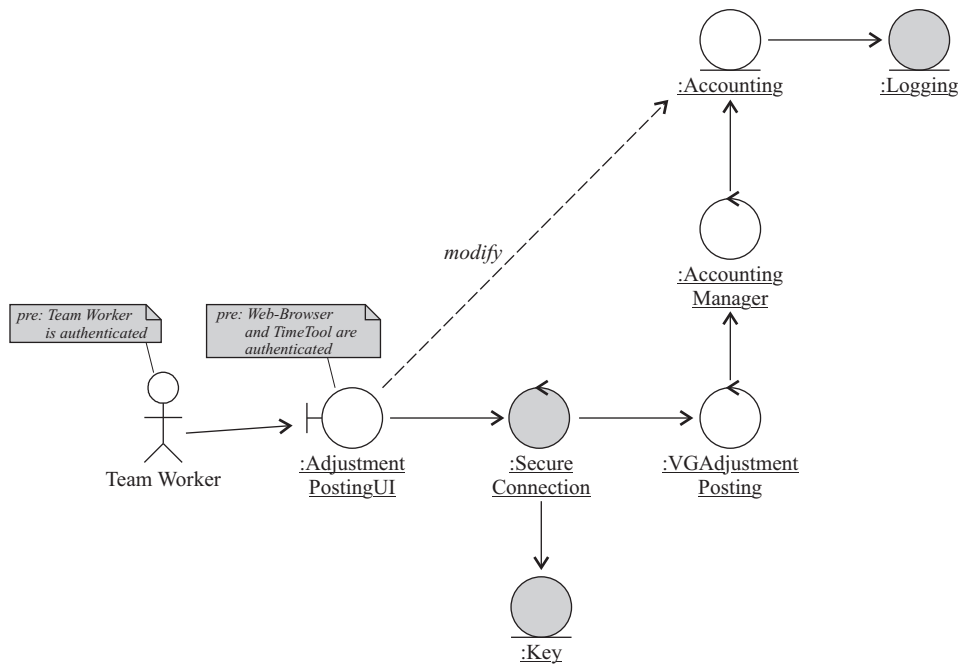 :Accounting
:Logging
modify
:Accounting
Manager
pre: Team Worker
is authenticated
pre: Web-Browser
and TimeTool are
authenticated
Team Worker
:Adjustment
PostingUI
:Secure
Connection
:VGAdjustment
Posting
:Key